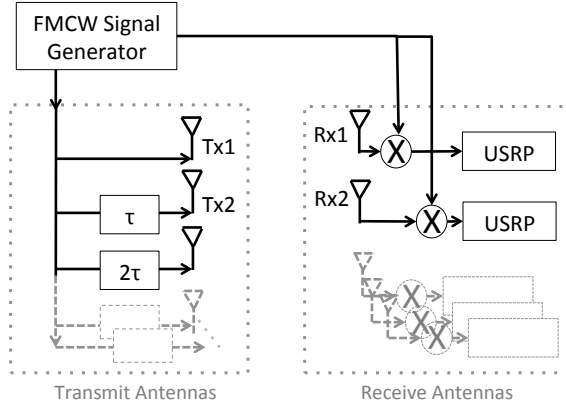 FMCW Signal
Generator
Tx1
τ
Tx2
2τ
Rx1
X
USRP
Rx2
X
USRP
X
X
X
Transmit Antennas
Receive Antennas